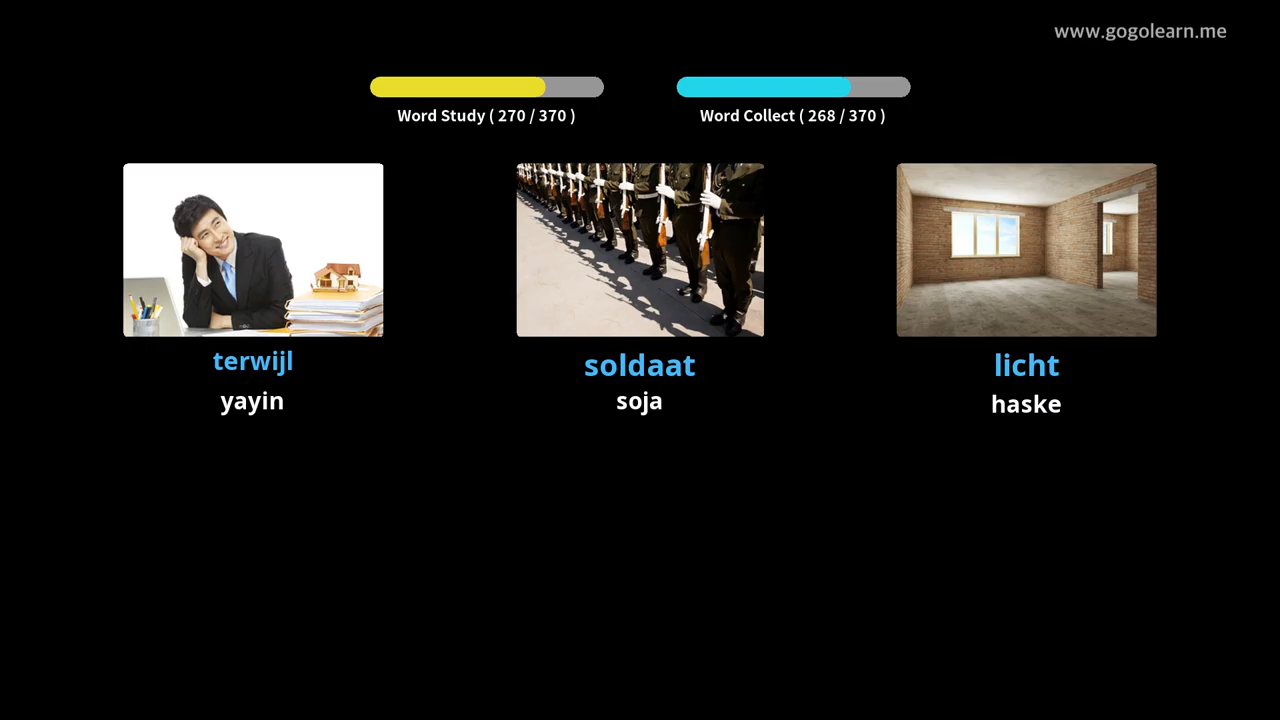 www.gogolearn.me
Word Study ( 270 / 370 )
Word Collect ( 268 / 370 )
terwijl
yayin
soldaat
soja
licht
haske